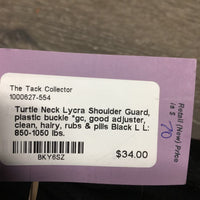 The Tack Collector
1000627-554
Turtle Neck Lycra Shoulder Guard,
plastic buckle *gc, good adjuster,
clean, hairy, rubs & pills Black L L:
850-1050 lbs.
BKY6SZ
$34.00
Retail (New) Price
is $ 70